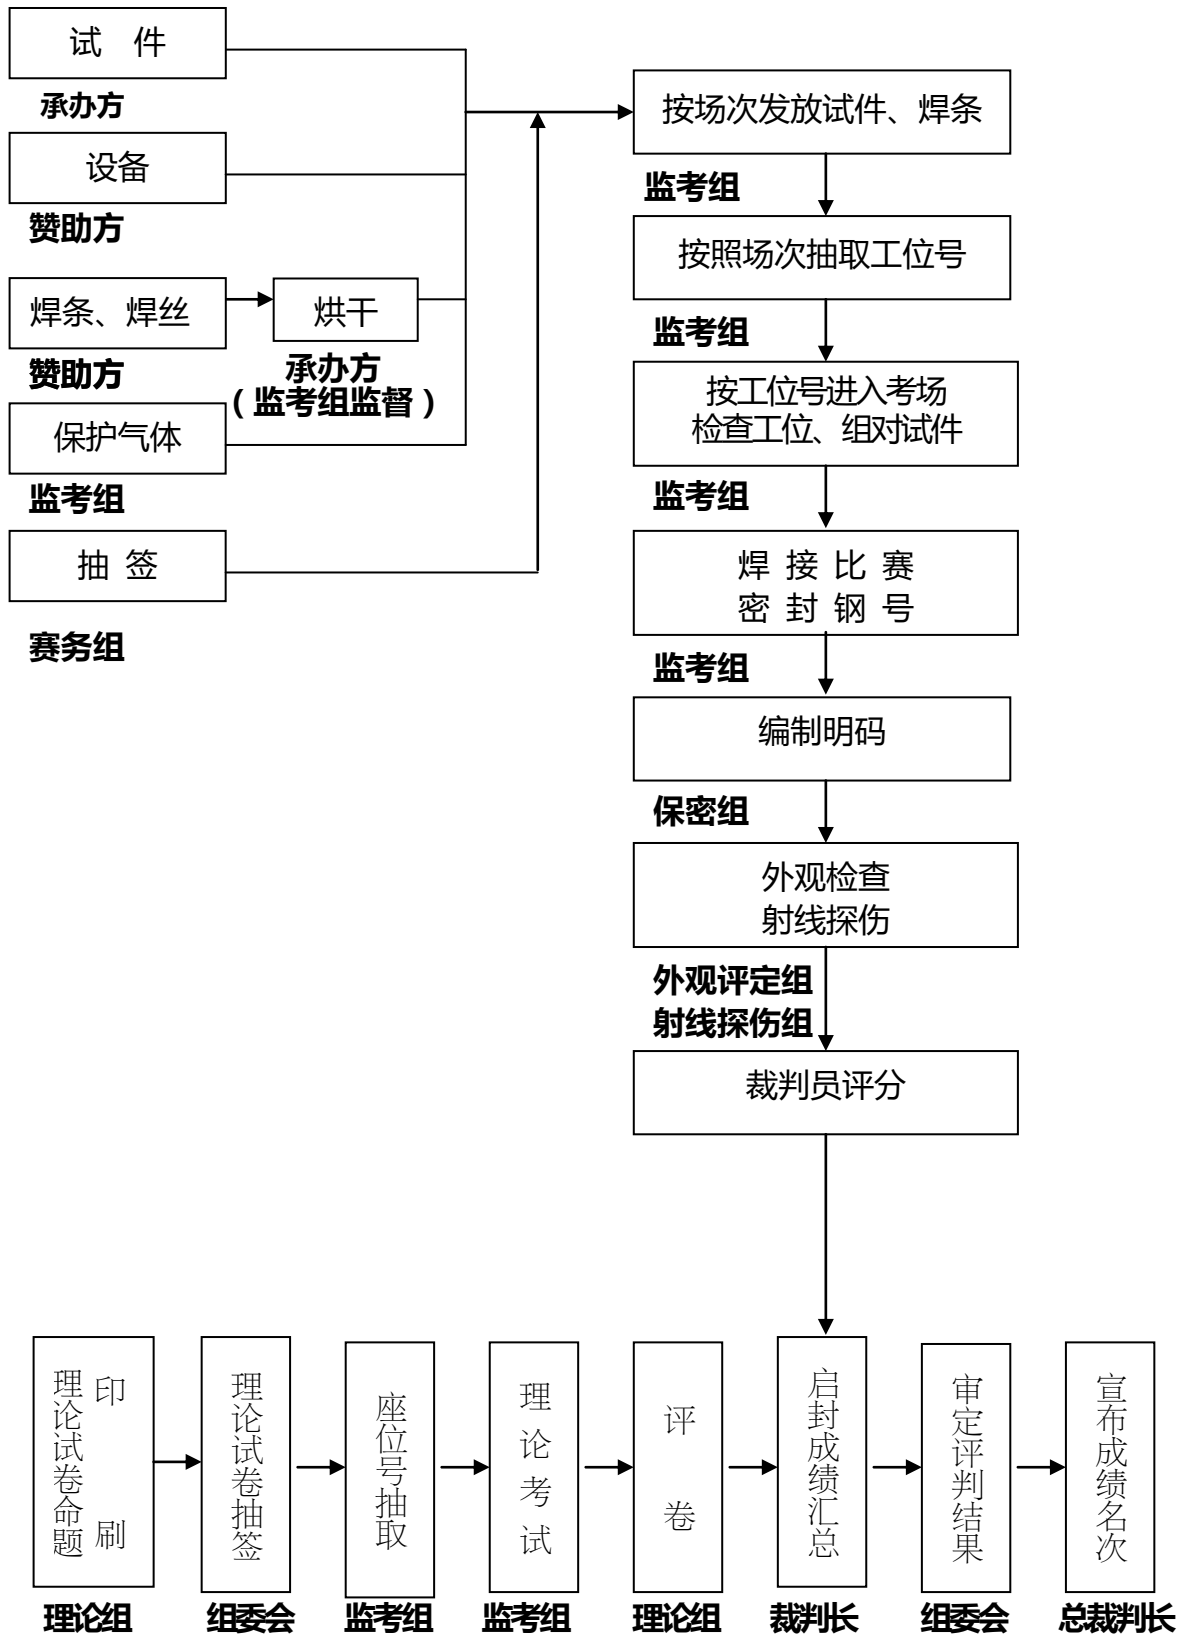 试 件
承办方
设备
赞助方
焊条、焊丝
赞助方
烘干
承办方
（监考组监督）
保护气体
监考组
抽 签
赛务组
按场次发放试件、焊条
监考组
按照场次抽取工位号
监考组
按工位号进入考场
检查工位、组对试件
监考组
焊 接 比 赛
密 封 钢 号
监考组
编制明码
保密组
外观检查
射线探伤
外观评定组
射线探伤组
裁判员评分
理论试卷命题
印 刷
理论组
理论试卷抽签
组委会
座位号抽取
监考组
理论考试
监考组
评 卷
理论组
启封成绩汇总
裁判长
审定评判结果
组委会
宣布成绩名次
总裁判长